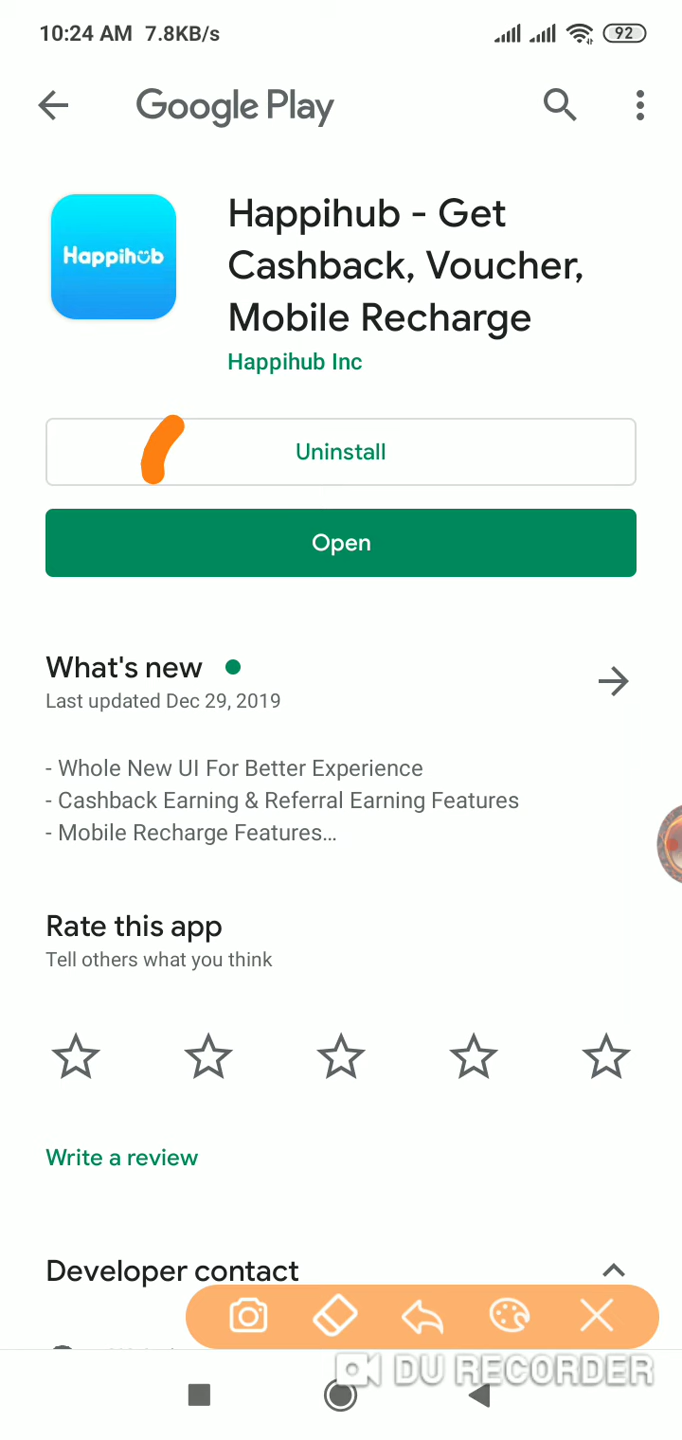 10:24 AM 7.8KB/s
92
Google Play
Happihub
Happihub - Get
Cashback, Voucher,
Mobile Recharge
Happihub Inc
Uninstall
Open
What's new
Last updated Dec 29, 2019
- Whole New UI For Better Experience
- Cashback Earning & Referral Earning Features
- Mobile Recharge Features...
Rate this app
Tell others what you think
Write a review
Developer contact
DU RECORDER